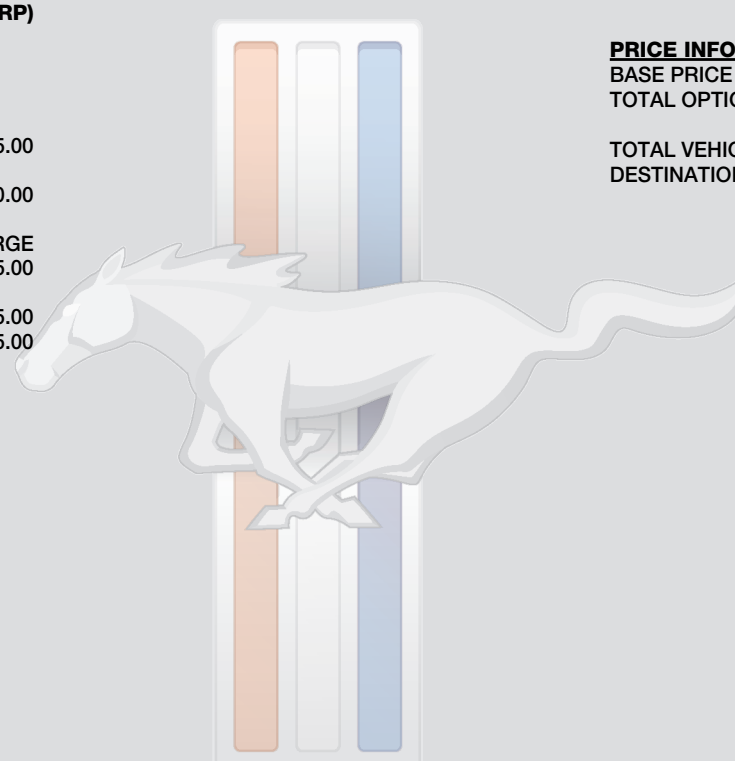 RP)
5.00
0.00
RGE
5.00
5.00
5.00
PRICE INFO
BASE PRICE
TOTAL OPTIO
TOTAL VEHIC
DESTINATION